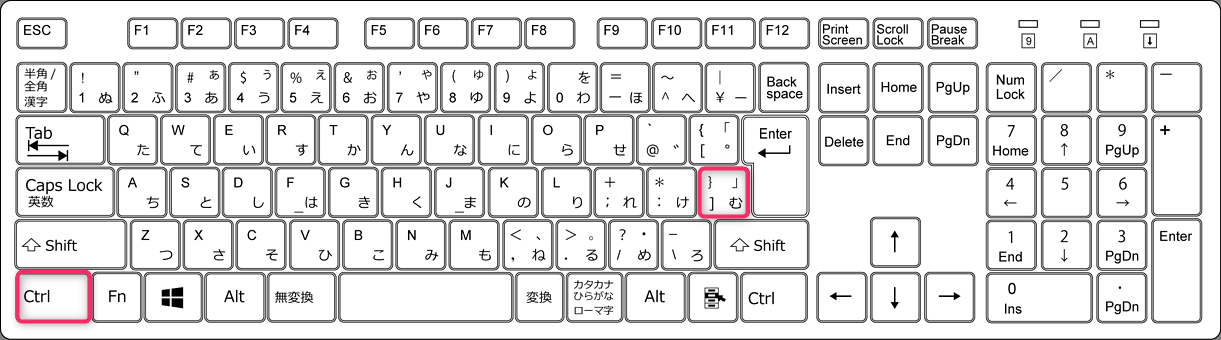 ESC F1 F2 F3 F4 F5 F6 F7 F8 F9 F10 F11 F12 Print Screen Scroll Lock Pause Break 9 A ⬇
半角/全角 漢字 ! 1 ぬ " 2 ふ # ぁ 3 あ $ ぅ 4 う % ぇ 5 え & ぉ 6 お ' ゃ 7 や ( ゅ 8 ゆ ) ょ 9 よ を 0 わ = - ほ ~ ^ へ | ¥ ー Back space Insert Home PgUp Num Lock / * -
Tab Q た W て E い R す T か Y ん U な I に O ら P せ ` @ ゛ { 「 [ ゜ Enter Delete End PgDn 7 Home 8 ↑ 9 PgUp +
Caps Lock 英数 A ち S と D し F _は G き H く J _ま K の L り + ; れ * : け } 」 ] む 4 ← 5 6 →
Shift Z つ X さ C そ V ひ B こ N み M も < 、 , ね > 。 . る ? ・ / め _ \ ろ Shift ↑ 1 End 2 ↓ 3 PgDn Enter
Ctrl Fn Alt 無変換 変換 カタカナ ひらがな ローマ字 Alt Ctrl ← ↓ → 0 Ins . PgDn